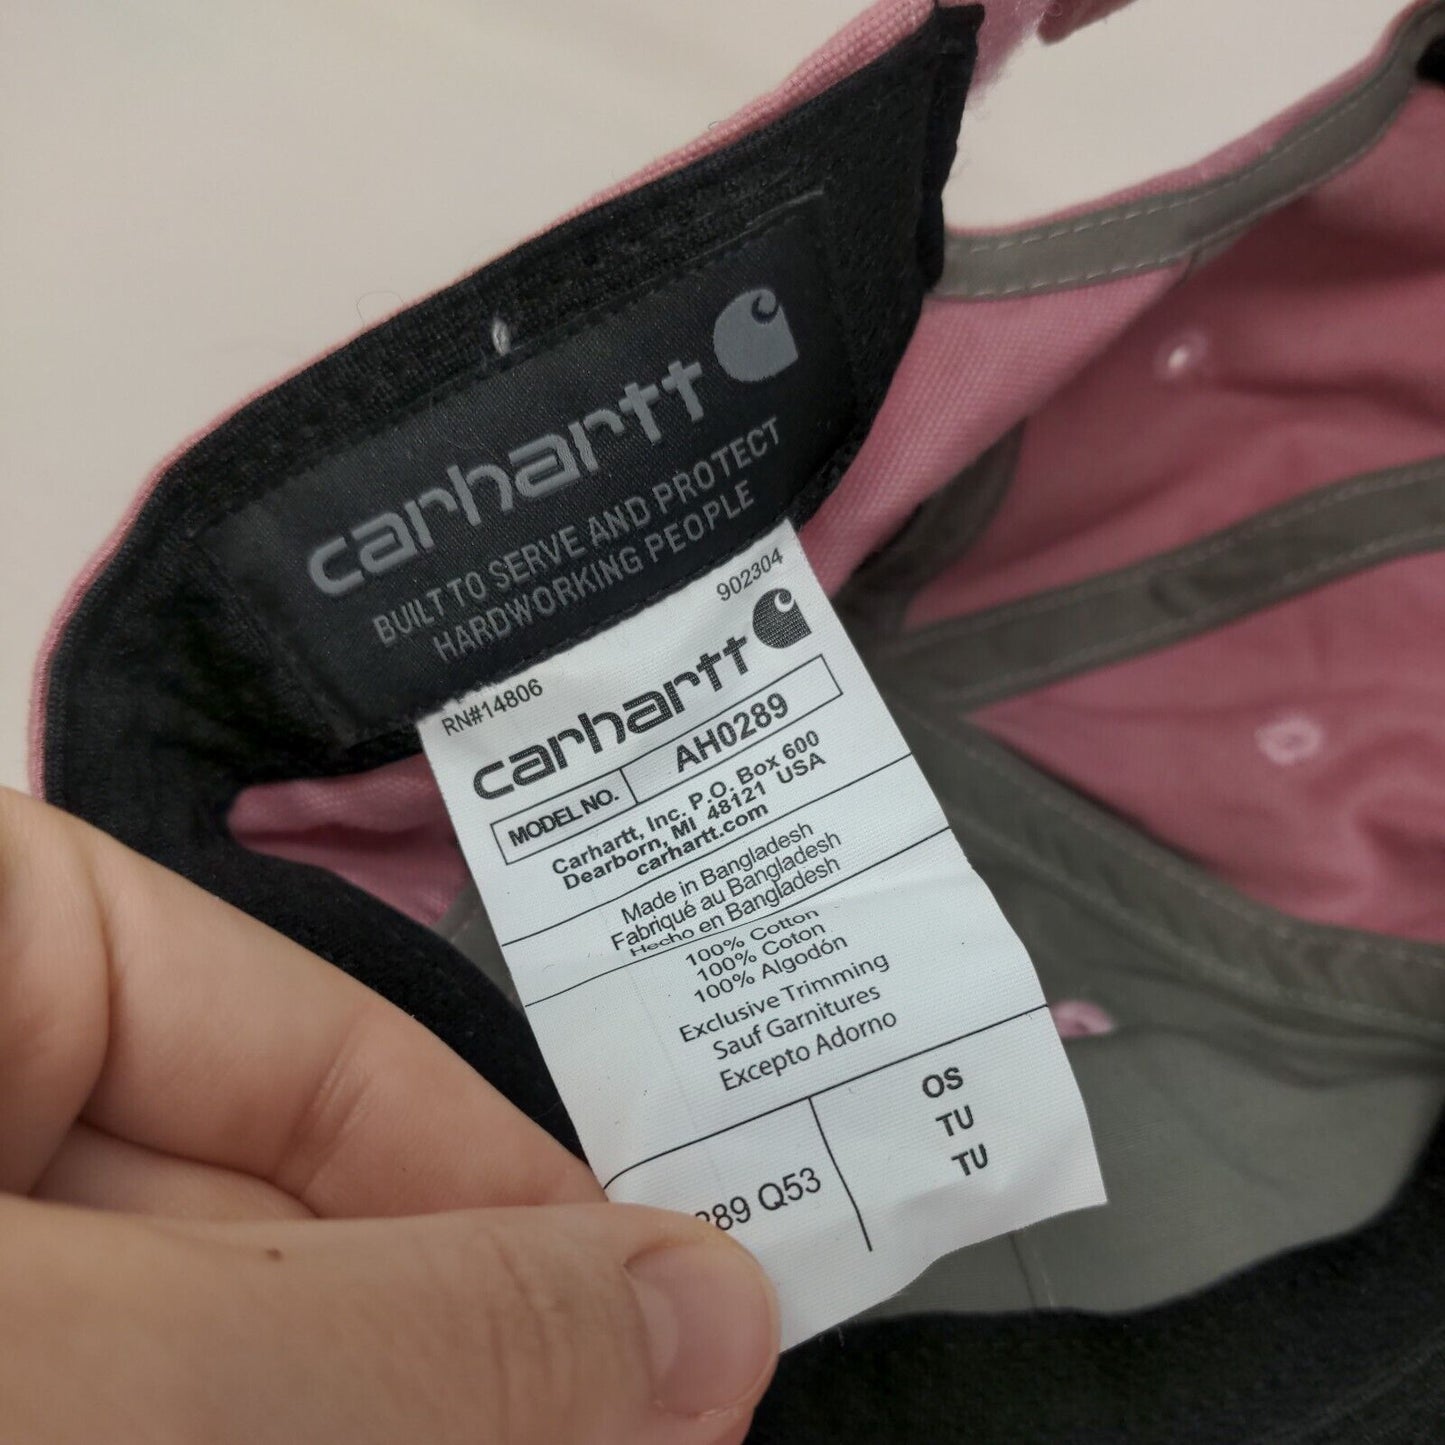 carhartt
BUILT TO SERVE AND PROTECT
HARDWORKING PEOPLE
RN#14806
902304
carhartt
MODEL NO. AH0289
Carhartt, Inc. P.O. Box 600
Dearborn, MI 48121 USA
carhartt.com
Made in Bangladesh
Fabriqué au Bangladesh
Hecho en Bangladesh
100% Cotton
100% Coton
100% Algodón
Exclusive Trimming
Sauf Garnitures
Excepto Adorno
289 Q53
OS
TU
TU